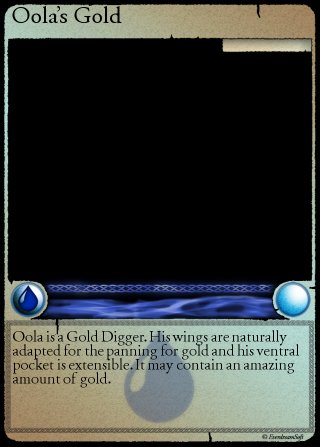 Oola's Gold
Oola is a Gold Digger. His wings are naturally
adapted for the panning for gold and his ventral
pocket is extensible. It may contain an amazing
amount of gold.
© EverdreamSoft